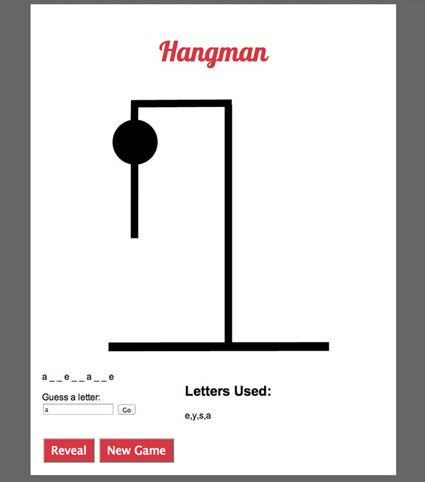 Hangman
a _ _ e _ _ a _ _ e
Guess a letter:
a
Go
Letters Used:
e,y,s,a
Reveal
New Game